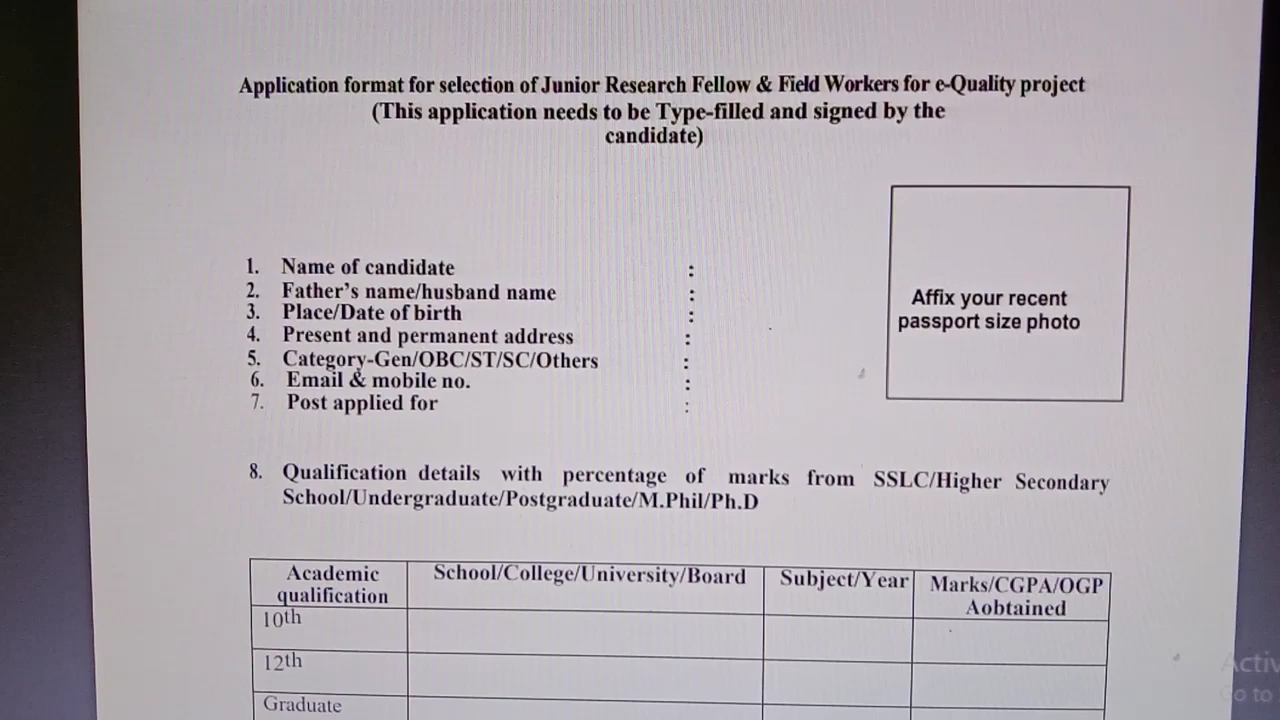 Application format for selection of Junior Research Fellow & Field Workers for e-Quality project
(This application needs to be Type-filled and signed by the
candidate)
1. Name of candidate :
2. Father's name/husband name :
3. Place/Date of birth :
4. Present and permanent address :
5. Category-Gen/OBC/ST/SC/Others :
6. Email & mobile no. :
7. Post applied for :
Affix your recent
passport size photo
8. Qualification details with percentage of marks from SSLC/Higher Secondary
School/Undergraduate/Postgraduate/M.Phil/Ph.D
Academic
qualification
School/College/University/Board
Subject/Year
Marks/CGPA/OGP
Aobtained
10th
12th
Graduate
Go to